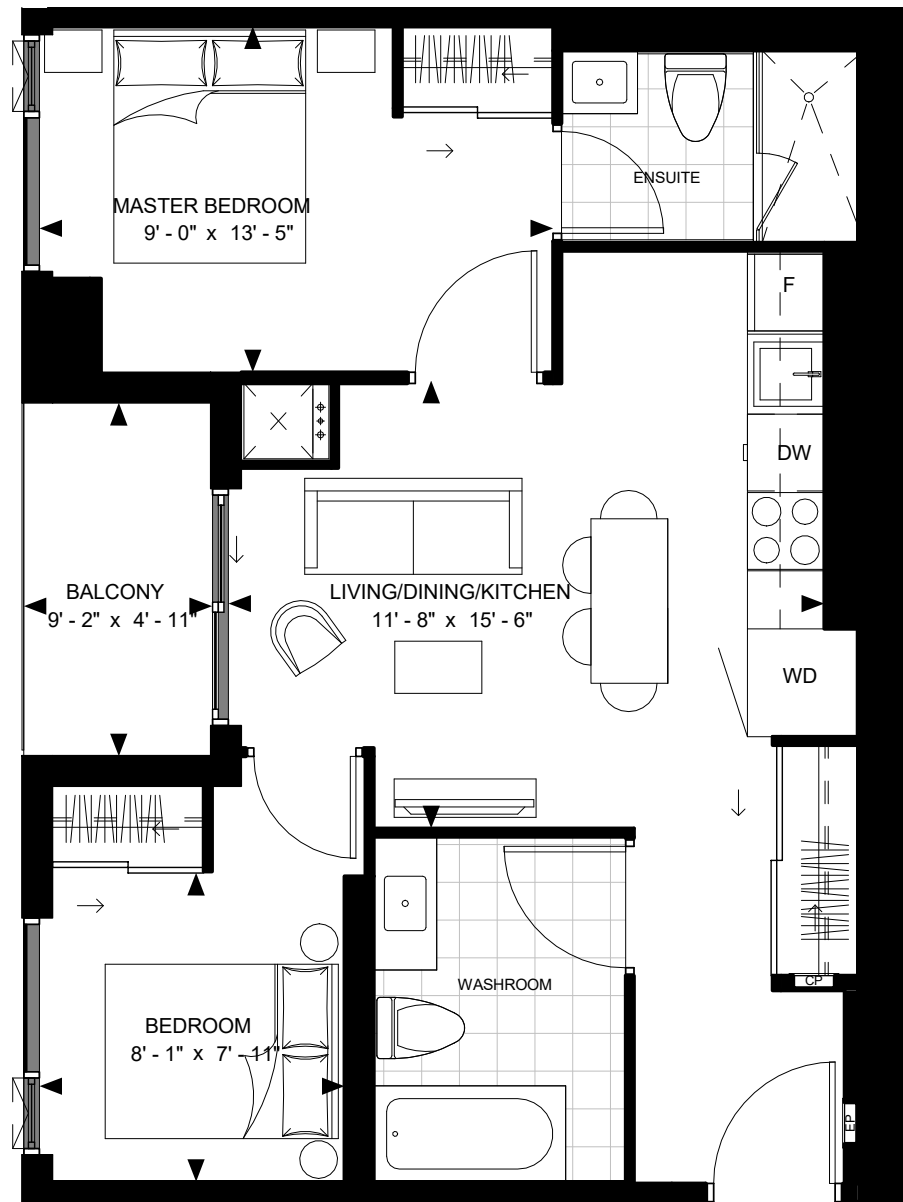 ENSUITE
MASTER BEDROOM
9' - 0" x 13' - 5"
F
DW
BALCONY
9' - 2" x 4' - 11"
LIVING/DINING/KITCHEN
11' - 8" x 15' - 6"
WD
CP
WASHROOM
BEDROOM
8' - 1" x 7' - 11"
EP